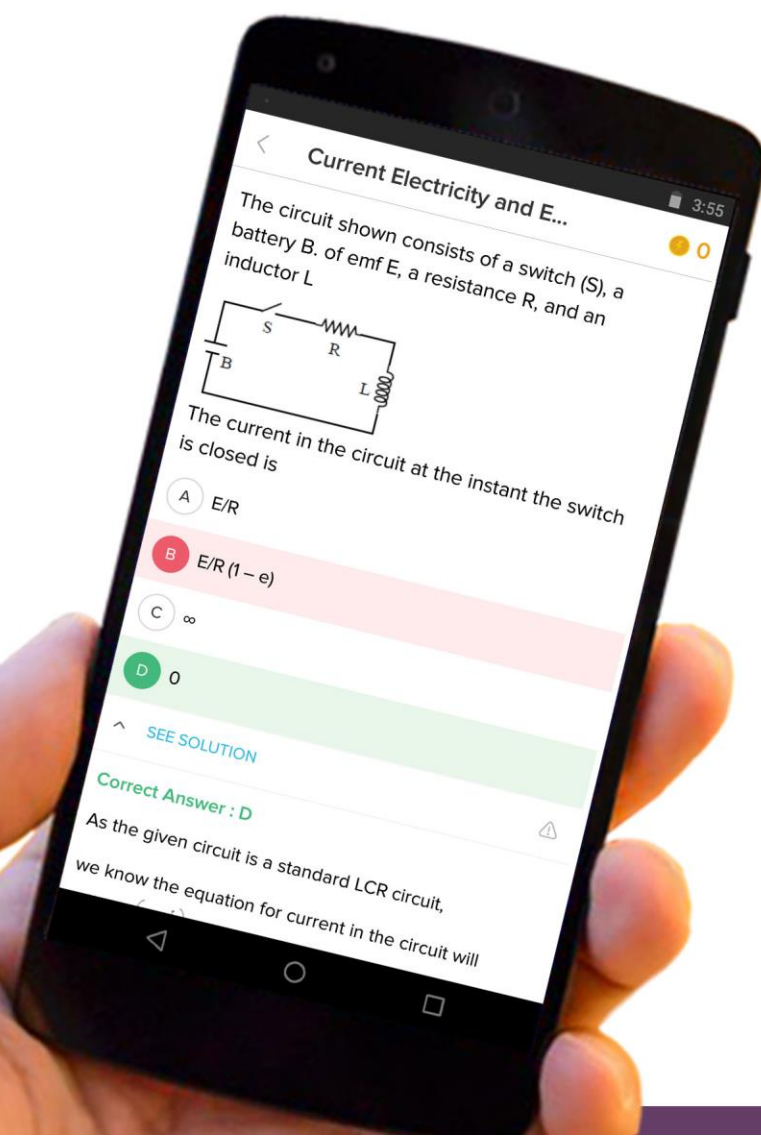 3:55
Current Electricity and E...
0
The circuit shown consists of a switch (S), a
battery B. of emf E, a resistance R, and an
inductor L
S
R
B
L
The current in the circuit at the instant the switch
is closed is
A E/R
B E/R (1 – e)
C ∞
D 0
SEE SOLUTION
Correct Answer : D
As the given circuit is a standard LCR circuit,
we know the equation for current in the circuit will